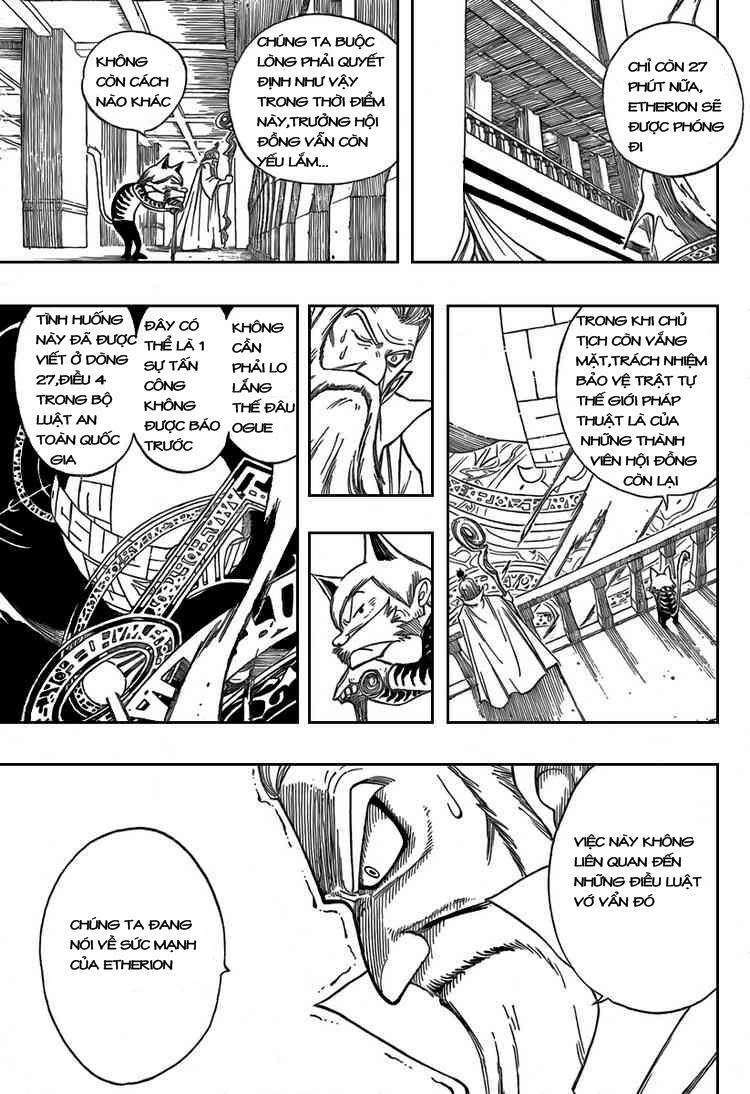 CHỈ CÒN 27
PHÚT NỮA,
ETHERION SẼ
ĐƯỢC PHÓNG
ĐI
CHÚNG TA BUỘC
LÒNG PHẢI QUYẾT
ĐỊNH NHƯ VẬY
TRONG THỜI ĐIỂM
NÀY,TRƯỞNG HỘI
ĐỒNG VẪN CÒN
YẾU LẮM...
KHÔNG
CÒN CÁCH
NÀO KHÁC
TRONG KHI CHỦ
TỊCH CÒN VẮNG
MẶT,TRÁCH NHIỆM
BẢO VỆ TRẬT TỰ
THẾ GIỚI PHÁP
THUẬT LÀ CỦA
NHỮNG THÀNH
VIÊN HỘI ĐỒNG
CÒN LẠI
KHÔNG
CẦN
PHẢI LO
LẮNG
THẾ ĐÂU
OGUE
ĐÂY CÓ
THỂ LÀ 1
SỰ TẤN
CÔNG
KHÔNG
ĐƯỢC BÁO
TRƯỚC
TÌNH HUỐNG
NÀY ĐÃ ĐƯỢC
VIẾT Ở DÒNG
27,ĐIỀU 4
TRONG BỘ
LUẬT AN
TOÀN QUỐC
GIA
VIỆC NÀY KHÔNG
LIÊN QUAN ĐẾN
NHỮNG ĐIỀU LUẬT
VỚ VẨN ĐÓ
CHÚNG TA ĐANG
NÓI VỀ SỨC MẠNH
CỦA ETHERION